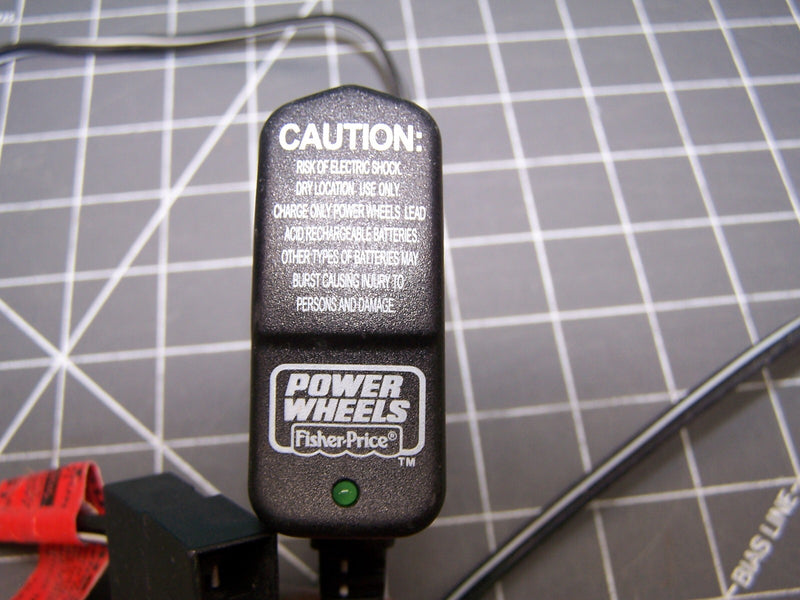 CAUTION:
RISK OF ELECTRIC SHOCK.
DRY LOCATION USE ONLY.
CHARGE ONLY POWER WHEELS LEAD
ACID RECHARGEABLE BATTERIES.
OTHER TYPES OF BATTERIES MAY
BURST CAUSING INJURY TO
PERSONS AND DAMAGE.
POWER
WHEELS
Fisher-Price®
TM
BIAS LINE